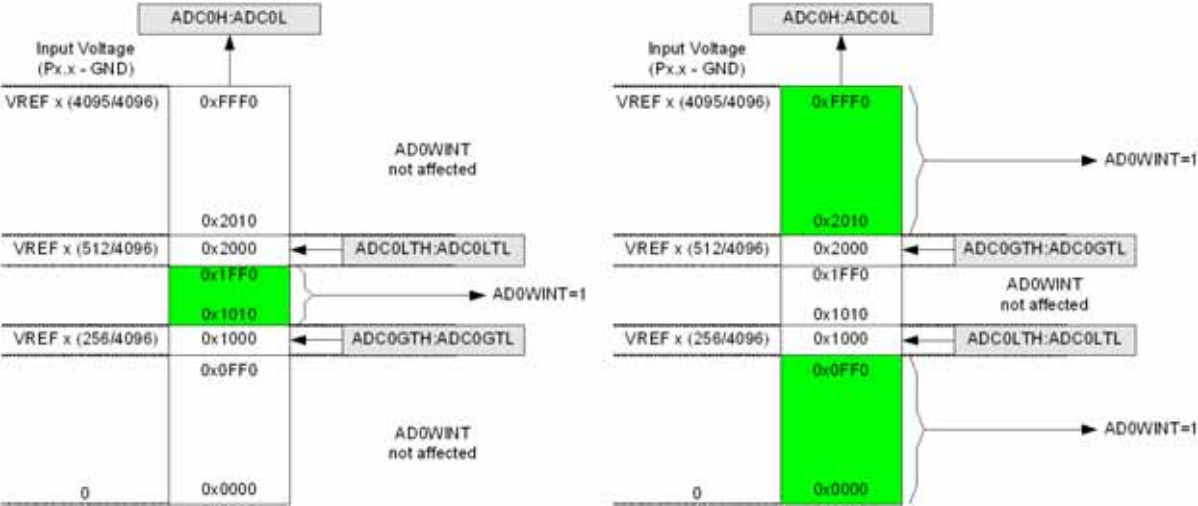 ADC0H:ADC0L
Input Voltage
(Px.x - GND)
VREF x (4095/4096)
0xFFF0
AD0WINT
not affected
0x2010
VREF x (512/4096)
0x2000
ADC0LTH:ADC0LTL
0x1FF0
AD0WINT=1
0x1010
VREF x (256/4096)
0x1000
ADC0GTH:ADC0GTL
0x0FF0
AD0WINT
not affected
0
0x0000
ADC0H:ADC0L
Input Voltage
(Px.x - GND)
VREF x (4095/4096)
0xFFF0
AD0WINT=1
0x2010
VREF x (512/4096)
0x2000
ADC0GTH:ADC0GTL
0x1FF0
AD0WINT
not affected
0x1010
VREF x (256/4096)
0x1000
ADC0LTH:ADC0LTL
0x0FF0
AD0WINT=1
0
0x0000